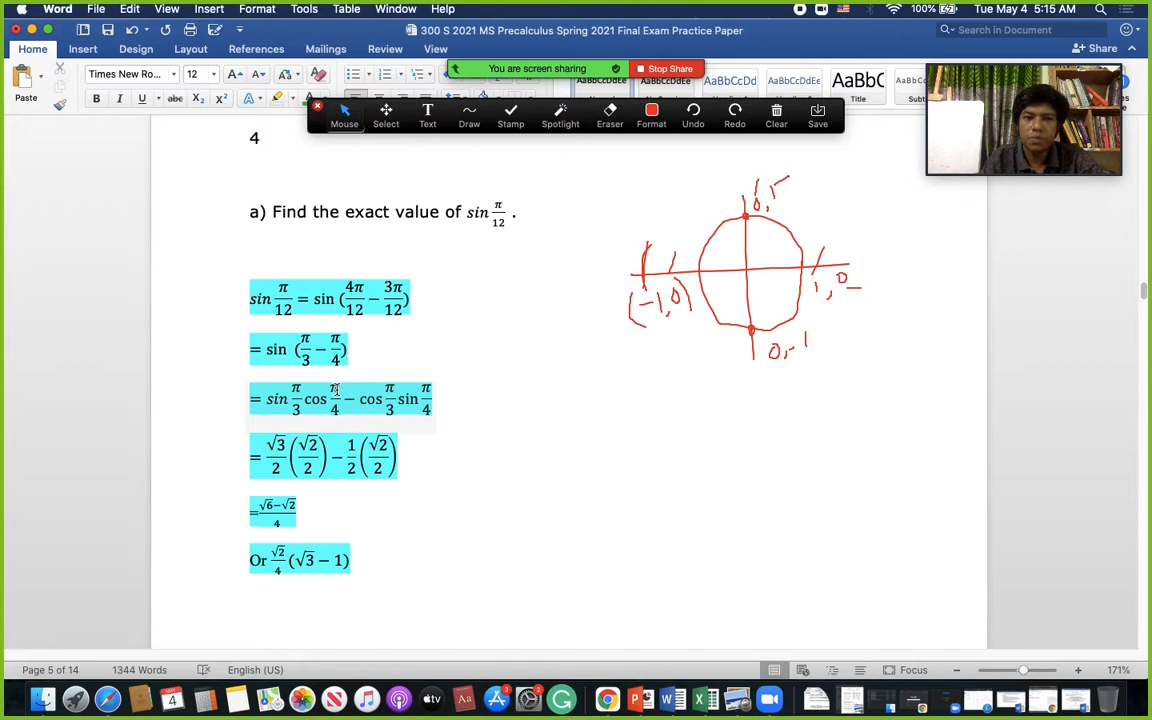 Word File Edit View Insert Format Tools Table Window Help 100% Tue May 4 5:15 AM
300 S 2021 MS Precalculus Spring 2021 Final Exam Practice Paper
Search in Document
Home Insert Design Layout References Mailings Review View
Share
You are screen sharing Stop Share
Paste
Times New Ro... 12
AaBbCcDd AaBbC AaBbCcDd AaBbCcDd AaBb(
Title
Mouse Select Text Draw Stamp Spotlight Eraser Format Undo Redo Clear Save
4
a) Find the exact value of sin π/12 .
sin π/12 = sin (4π/12 − 3π/12)
= sin (π/3 − π/4)
= sin π/3 cos π/4 − cos π/3 sin π/4
= √3/2 (√2/2) − 1/2 (√2/2)
= √6−√2/4
Or √2/4 (√3 − 1)
0,1
(-1,0)
1,0
0,-1
Page 5 of 14 1344 Words English (US) Focus 171%